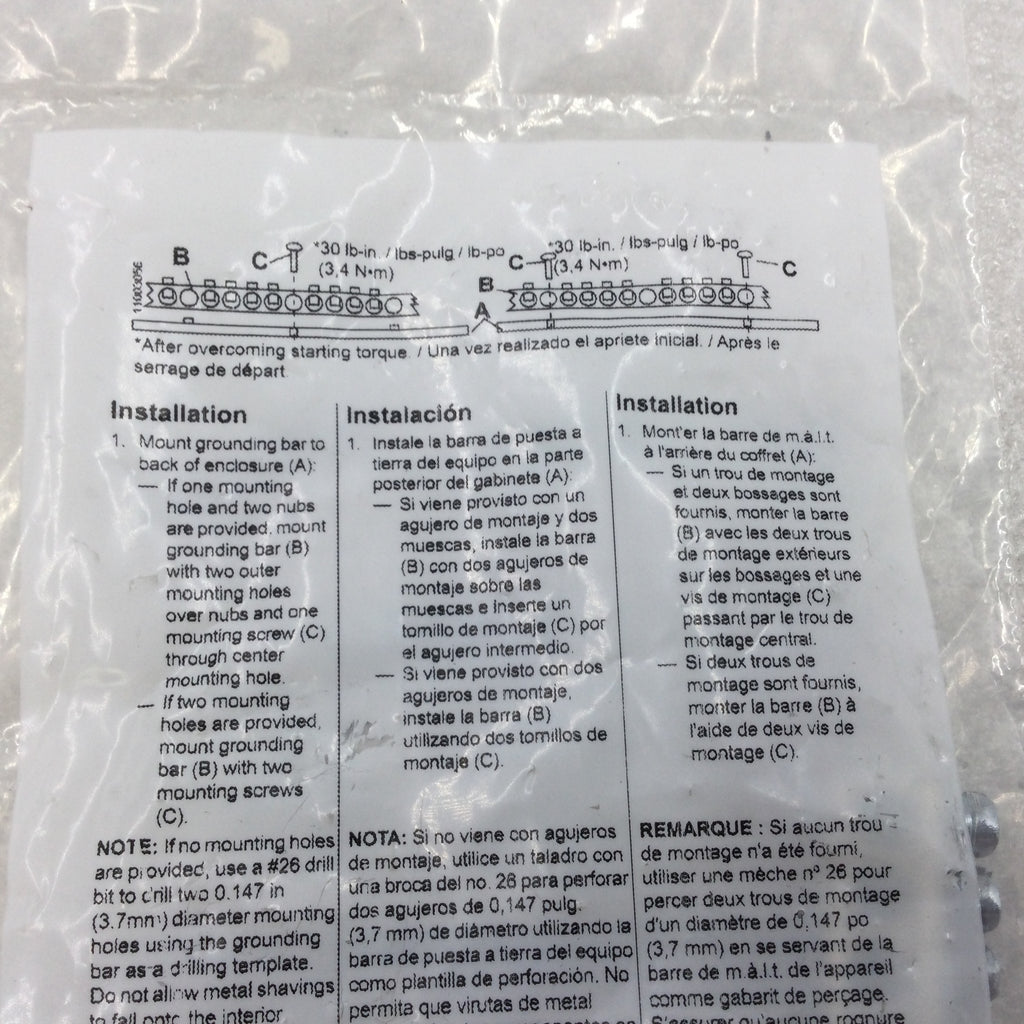 B
C
*30 lb-in. / lbs-pulg / lb-po
(3,4 N•m)
C
*30 lb-in. / lbs-pulg / lb-po
(3,4 N•m)
C
B
A
11003056
*After overcoming starting torque. / Una vez realizado el apriete inicial. / Après le
serrage de départ.
Installation
1. Mount grounding bar to
back of enclosure (A):
— If one mounting
hole and two nubs
are provided, mount
grounding bar (B)
with two outer
mounting holes
over nubs and one
mounting screw (C)
through center
mounting hole.
— If two mounting
holes are provided,
mount grounding
bar (B) with two
mounting screws
(C).
NOTE: If no mounting holes
are provided, use a #26 drill
bit to drill two 0.147 in
(3.7mm) diameter mounting
holes using the grounding
bar as a drilling template.
Do not allow metal shavings
to fall onto the interior
Instalación
1. Instale la barra de puesta a
tierra del equipo en la parte
posterior del gabinete (A):
— Si viene provisto con un
agujero de montaje y dos
muescas, instale la barra
(B) con dos agujeros de
montaje sobre las
muescas e inserte un
tornillo de montaje (C) por
el agujero intermedio.
— Si viene provisto con dos
agujeros de montaje,
instale la barra (B)
utilizando dos tornillos de
montaje (C).
NOTA: Si no viene con agujeros
de montaje, utilice un taladro con
una broca del no. 26 para perforar
dos agujeros de 0,147 pulg.
(3,7 mm) de diámetro utilizando la
barra de puesta a tierra del equipo
como plantilla de perforación. No
permita que virutas de metal
Installation
1. Mont'er la barre de m.à.l.t.
à l'arrière du coffret (A):
— Si un trou de montage
et deux bossages sont
fournis, monter la barre
(B) avec les deux trous
de montage extérieurs
sur les bossages et une
vis de montage (C)
passant par le trou de
montage central.
— Si deux trous de
montage sont fournis,
monter la barre (B) à
l'aide de deux vis de
montage (C).
REMARQUE : Si aucun trou
de montage n'a été fourni,
utiliser une mèche nº 26 pour
percer deux trous de montage
d'un diamètre de 0,147 po
(3,7 mm) en se servant de la
barre de m.à.l.t. de l'appareil
comme gabarit de perçage.
S'assurer qu'aucune rognure